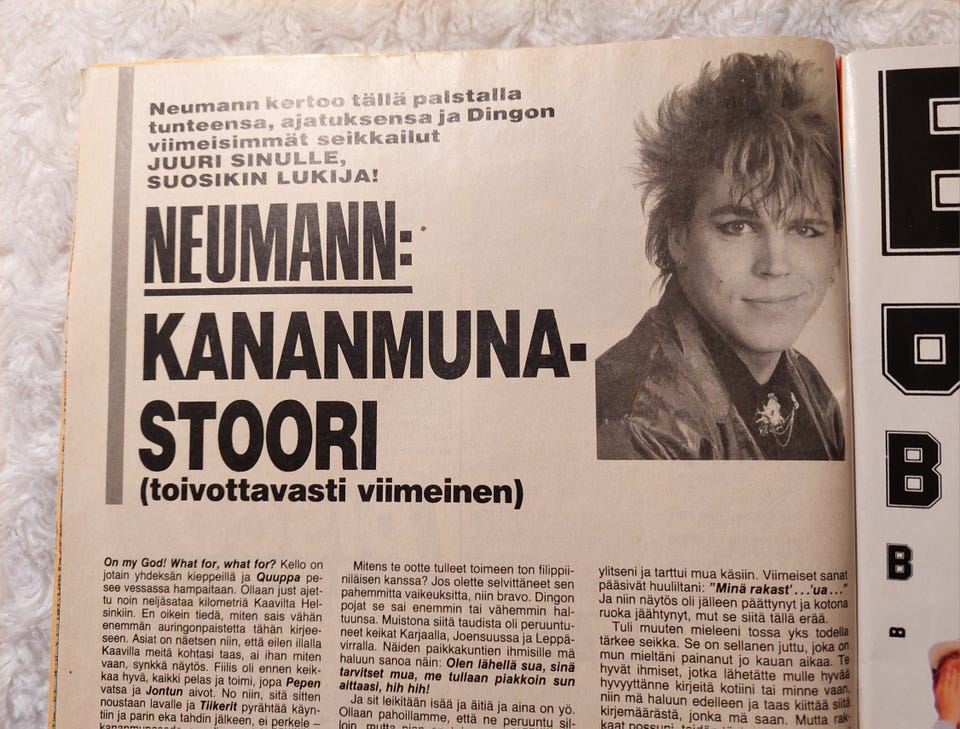 Neumann kertoo tällä palstalla
tunteensa, ajatuksensa ja Dingon
viimeisimmät seikkailut
JUURI SINULLE,
SUOSIKIN LUKIJA!
NEUMANN:
KANANMUNA-
STOORI
(toivottavasti viimeinen)
On my God! What for, what for? Kello on
jotain yhdeksän kieppeillä ja Quuppa pe-
see vessassa hampaitaan. Ollaan just ajet-
tu noin neljäsataa kilometriä Kaavilta Hel-
sinkiin. En oikein tiedä, miten sais vähän
enemmän auringonpaistetta tähän kirjee-
seen. Asiat on näetsen niin, että eilen illalla
Kaavilla meitä kohtasi taas, ai ihan miten
vaan, synkkä näytös. Fiilis oli ennen keik-
kaa hyvä, kaikki pelas ja toimi, jopa Pepen
vatsa ja Jontun aivot. No niin, sitä sitten
noustaan lavalle ja Tiikerit pyrähtää käyn-
tiin ja parin eka tahdin jälkeen, ei perkele –
Mitens te ootte tulleet toimeen ton filippii-
niläisen kanssa? Jos olette selvittäneet sen
pahemmitta vaikeuksitta, niin bravo. Dingon
pojat se sai enemmin tai vähemmin hal-
tuunsa. Muistona siitä taudista oli peruuntu-
neet keikat Karjaalla, Joensuussa ja Leppä-
virralla. Näiden paikkakuntien ihmisille mä
haluun sanoa näin: Olen lähellä sua, sinä
tarvitset mua, me tullaan piakkoin sun
aittaasi, hih hih!
Ja sit leikitään isää ja äitiä ja aina on yö.
Ollaan pahoillamme, että ne peruuntu sil-
ylitseni ja tarttui mua käsiin. Viimeiset sanat
pääsivät huuliltani: "Minä rakast'...'ua..."
Ja niin näytös oli jälleen päättynyt ja kotona
ruoka jäähtynyt, mut se siitä tällä erää.
Tuli muuten mieleeni tossa yks todella
tärkee seikka. Se on sellanen juttu, joka on
mun mieltäni painanut jo kauan aikaa. Te
hyvät ihmiset, jotka lähetätte mulle hyvää
hyvyyttänne kirjeitä kotiini tai minne vaan,
niin mä haluun edelleen ja taas kiittää siitä
kirjemäärästä, jonka mä saan. Mutta rak-
E
O
B
B
B